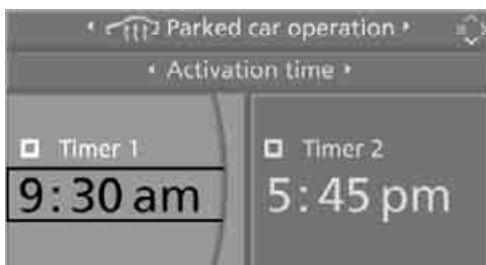 Parked car operation
Activation time
Timer 1
9:30 am
Timer 2
5:45 pm